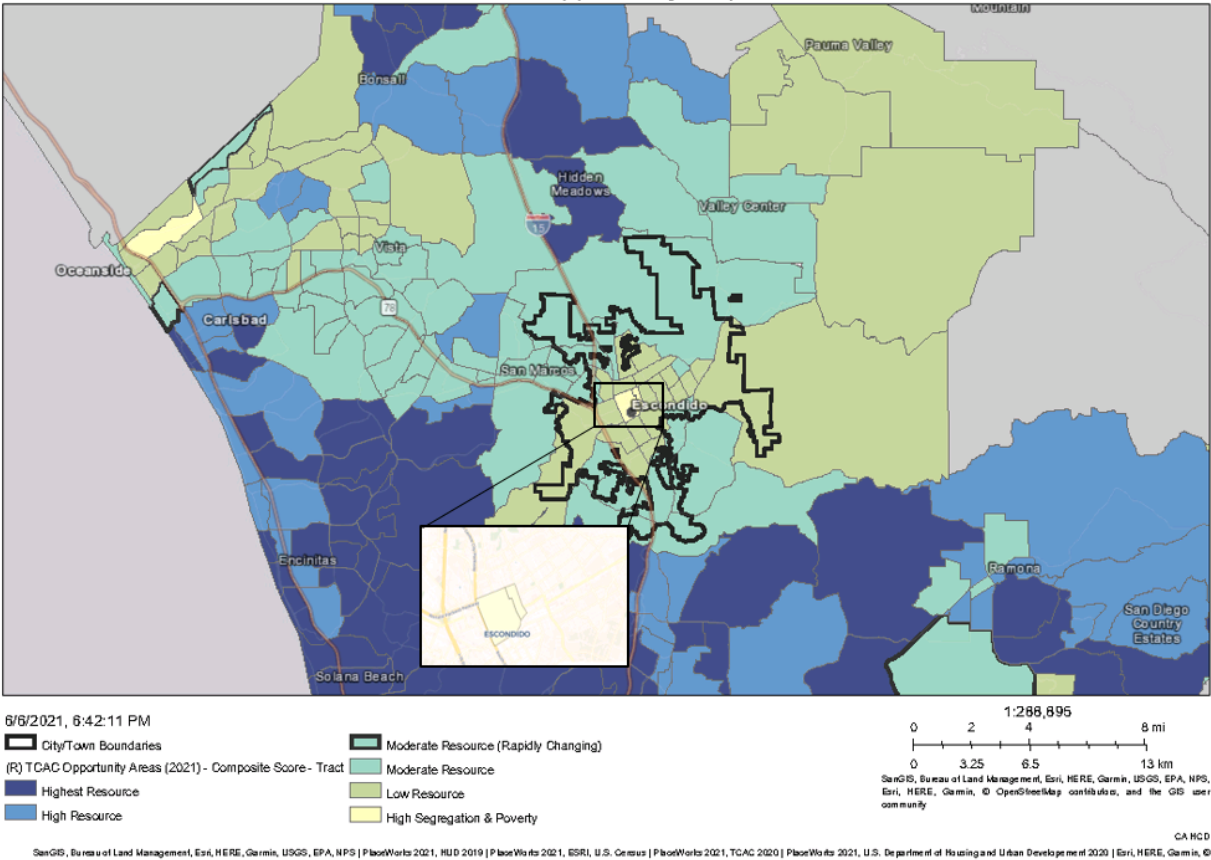 Mountain
Pauma Valley
Bonsall
Hidden
Meadows
Valley Center
15
Vista
Oceanside
78
Carlsbad
San Marcos
Escondido
Encinitas
ESCONDIDO
Ramona
San Diego
Country
Estates
Solana Beach
6/6/2021, 6:42:11 PM
City/Town Boundaries
(R) TCAC Opportunity Areas (2021) - Composite Score - Tract
Highest Resource
High Resource
Moderate Resource (Rapidly Changing)
Moderate Resource
Low Resource
High Segregation & Poverty
1:288,895
0 2 4 8 mi
0 3.25 6.5 13 km
SanGIS, Bureau of Land Management, Esri, HERE, Garmin, USGS, EPA, NPS,
Esri, HERE, Garmin, © OpenStreetMap contributors, and the GIS user
community
CA HCD
SanGIS, Bureau of Land Management, Esri, HERE, Garmin, USGS, EPA, NPS | PlaceWorks 2021, HUD 2019 | PlaceWorks 2021, ESRI, U.S. Census | PlaceWorks 2021, TCAC 2020 | PlaceWorks 2021, U.S. Department of Housing and Urban Developement 2020 | Esri, HERE, Garmin, ©